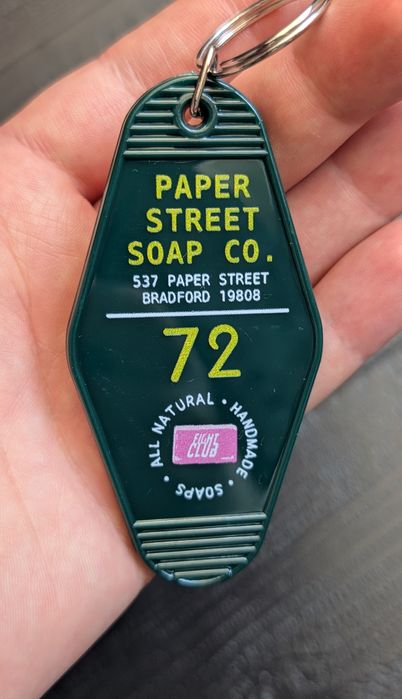 PAPER
STREET
SOAP CO.
537 PAPER STREET
BRADFORD 19808
72
ALL NATURAL • HANDMADE • SOAPS •
FIGHT
CLUB